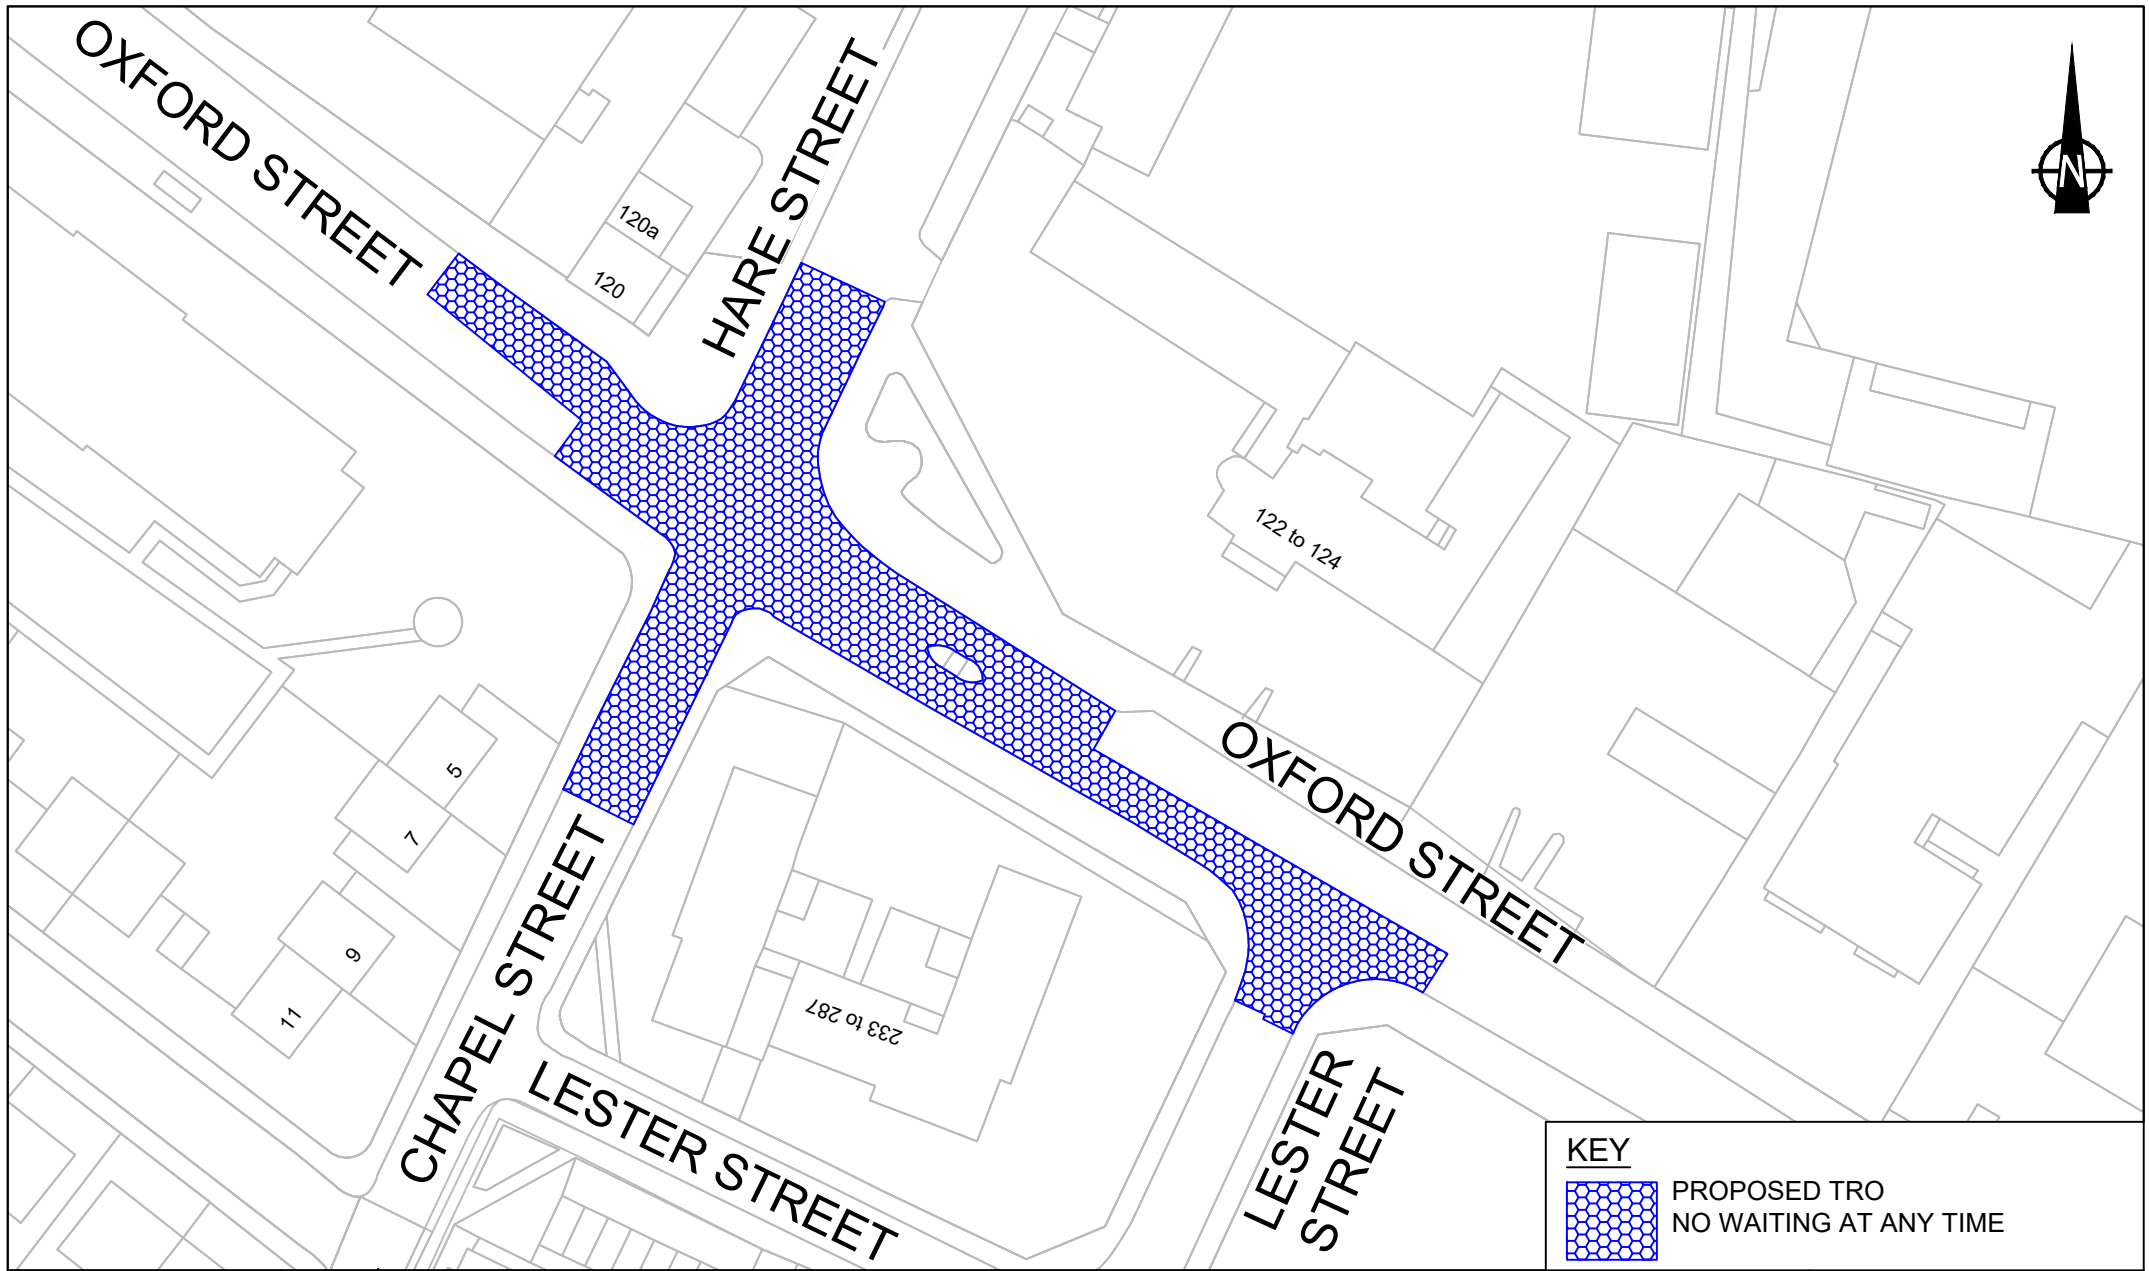 OXFORD STREET
HARE STREET
N
120a
120
122 to 124
OXFORD STREET
5
7
9
11
CHAPEL STREET
233 to 287
LESTER STREET
LESTER
STREET
KEY
PROPOSED TRO
NO WAITING AT ANY TIME